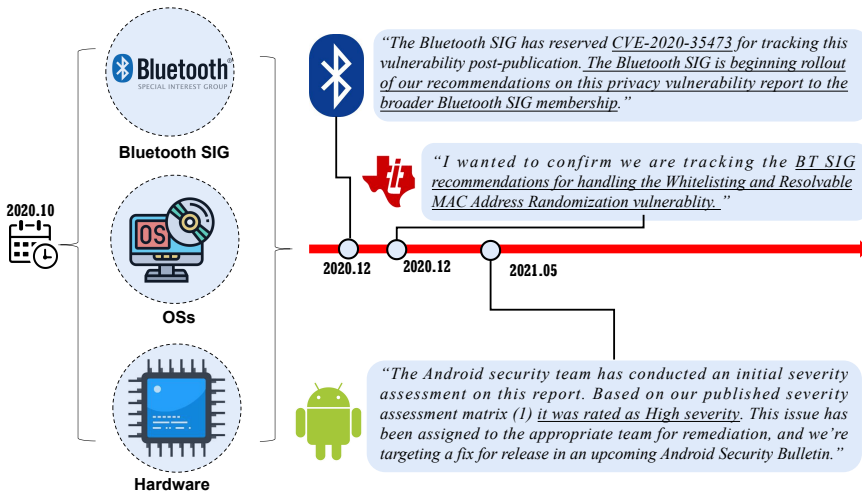 Bluetooth®
SPECIAL INTEREST GROUP
Bluetooth SIG
2020.10
OS
OSs
Hardware
“The Bluetooth SIG has reserved CVE-2020-35473 for tracking this
vulnerability post-publication. The Bluetooth SIG is beginning rollout
of our recommendations on this privacy vulnerability report to the
broader Bluetooth SIG membership.”
“I wanted to confirm we are tracking the BT SIG
recommendations for handling the Whitelisting and Resolvable
MAC Address Randomization vulnerablity. ”
2020.12
2020.12
2021.05
“The Android security team has conducted an initial severity
assessment on this report. Based on our published severity
assessment matrix (1) it was rated as High severity. This issue has
been assigned to the appropriate team for remediation, and we’re
targeting a fix for release in an upcoming Android Security Bulletin.”